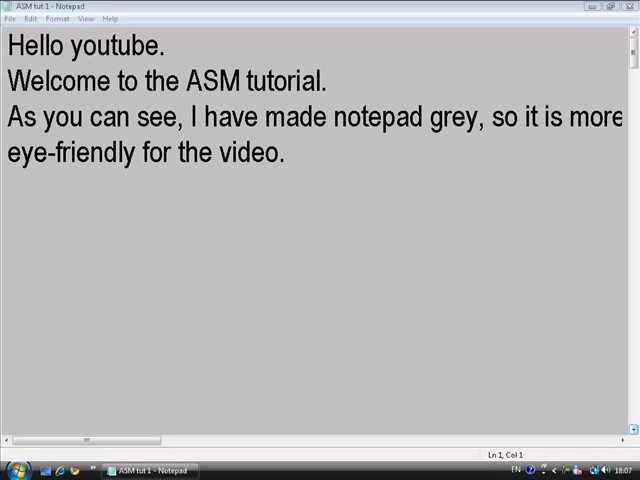 ASM tut 1 - Notepad
File Edit Format View Help
Hello youtube.
Welcome to the ASM tutorial.
As you can see, I have made notepad grey, so it is more
eye-friendly for the video.
Ln 1, Col 1
ASM tut 1 - Notepad
EN
18:07